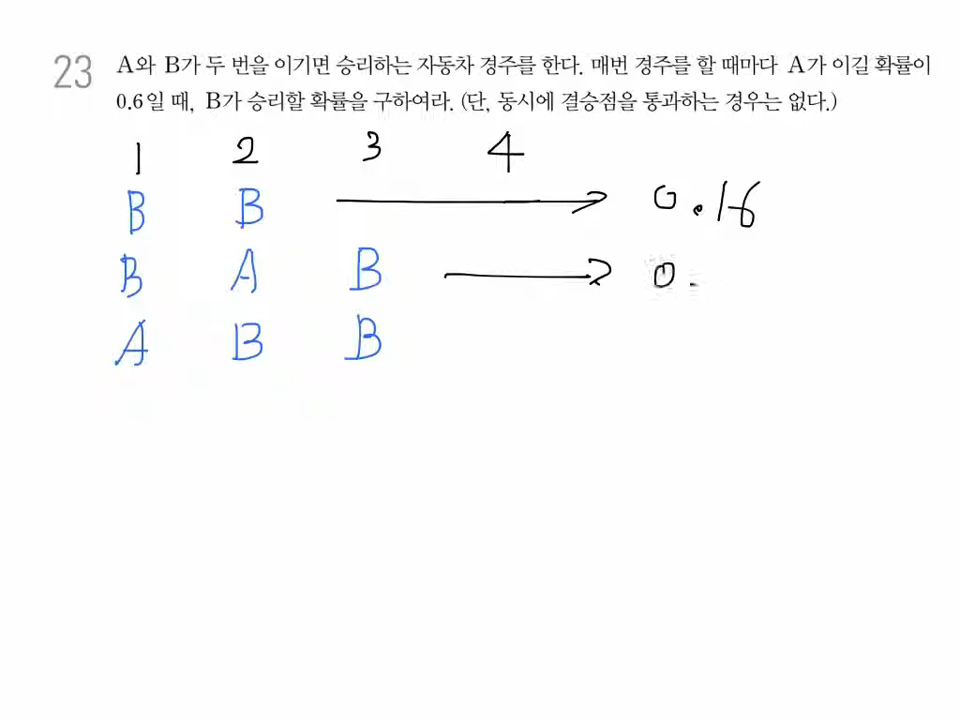 23 A와 B가 두 번을 이기면 승리하는 자동차 경주를 한다. 매번 경주를 할 때마다 A가 이길 확률이
0.6일 때, B가 승리할 확률을 구하여라. (단, 동시에 결승점을 통과하는 경우는 없다.)
1 2 3 4
B B → 0.16
B A B → 0.
A B B